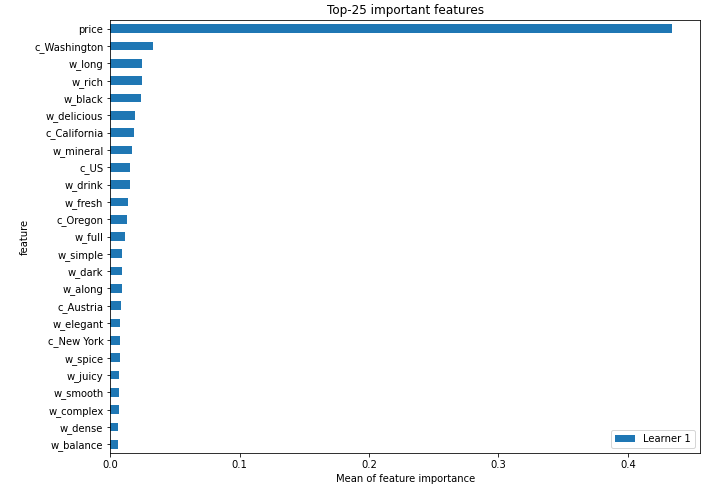 Top-25 important features
price
c_Washington
w_long
w_rich
w_black
w_delicious
c_California
w_mineral
c_US
w_drink
w_fresh
c_Oregon
w_full
w_simple
w_dark
w_along
c_Austria
w_elegant
c_New York
w_spice
w_juicy
w_smooth
w_complex
w_dense
w_balance
feature
Learner 1
0.0 0.1 0.2 0.3 0.4
Mean of feature importance